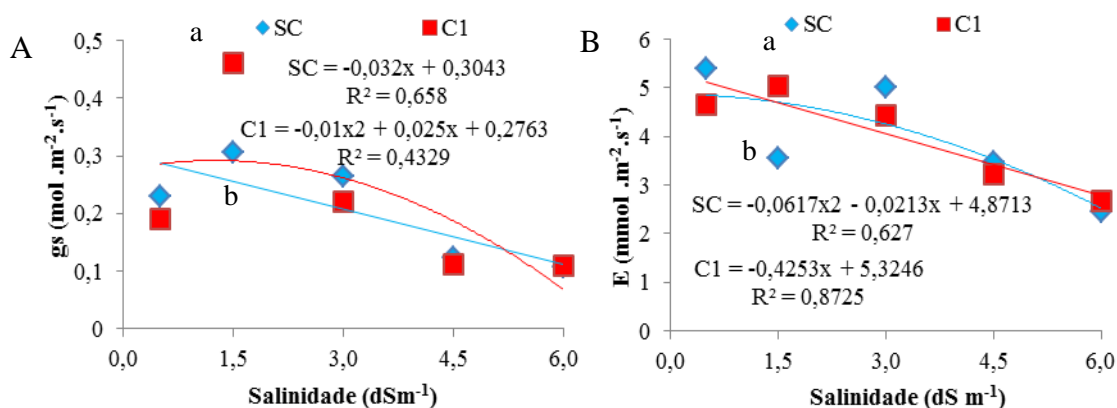 A
a
SC
C1
0,5
0,4
0,3
0,2
0,1
0
SC = -0,032x + 0,3043
R² = 0,658
C1 = -0,01x2 + 0,025x + 0,2763
R² = 0,4329
b
gs (mol .m⁻².s⁻¹)
0,0 1,5 3,0 4,5 6,0
Salinidade (dSm⁻¹)
B
a
SC
C1
6
5
4
3
2
1
0
b
SC = -0,0617x2 - 0,0213x + 4,8713
R² = 0,627
C1 = -0,4253x + 5,3246
R² = 0,8725
E (mmol .m⁻².s⁻¹)
0,0 1,5 3,0 4,5 6,0
Salinidade (dS m⁻¹)